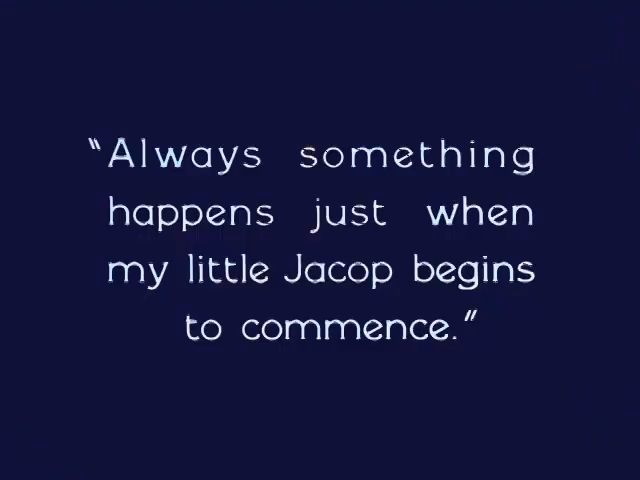 “Always something
happens just when
my little Jacop begins
to commence.”